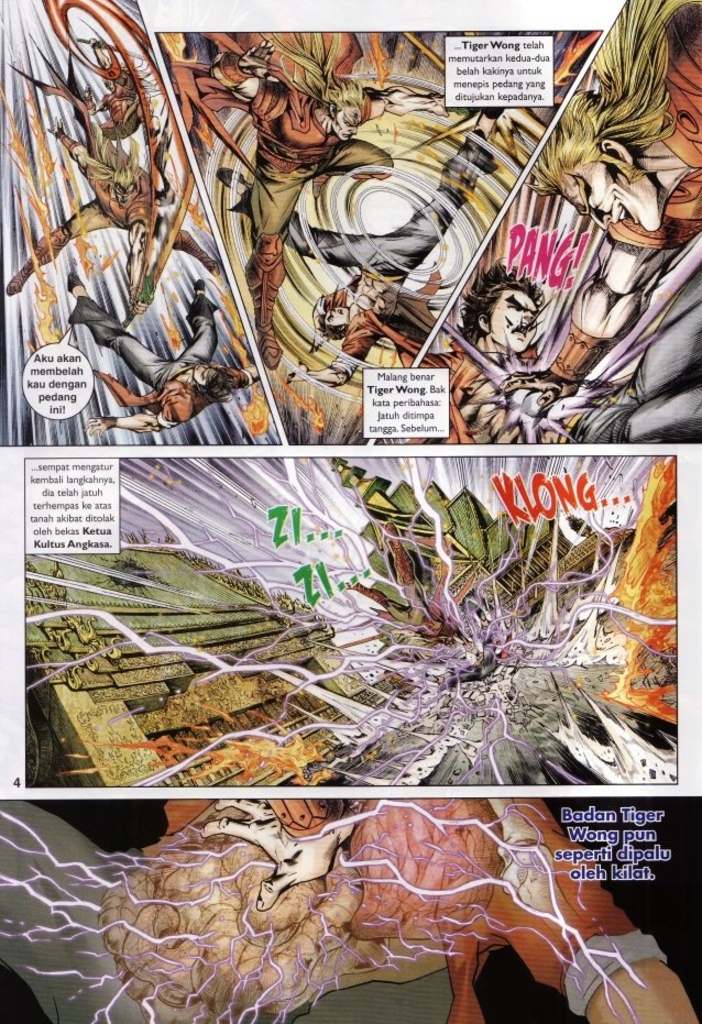 Aku akan
membelah
kau dengan
pedang
ini!
...Tiger Wong telah
memutarkan kedua-dua
belah kakinya untuk
menepis pedang yang
ditujukan kepadanya.
PANG!
Malang benar
Tiger Wong. Bak
kata peribahasa:
Jatuh ditimpa
tangga. Sebelum...
...sempat mengatur
kembali langkahnya,
dia telah jatuh
terhempas ke atas
tanah akibat ditolak
oleh bekas Ketua
Kultus Angkasa.
ZI...
ZI...
KLONG...
4
Badan Tiger
Wong pun
seperti dipalu
oleh kilat.